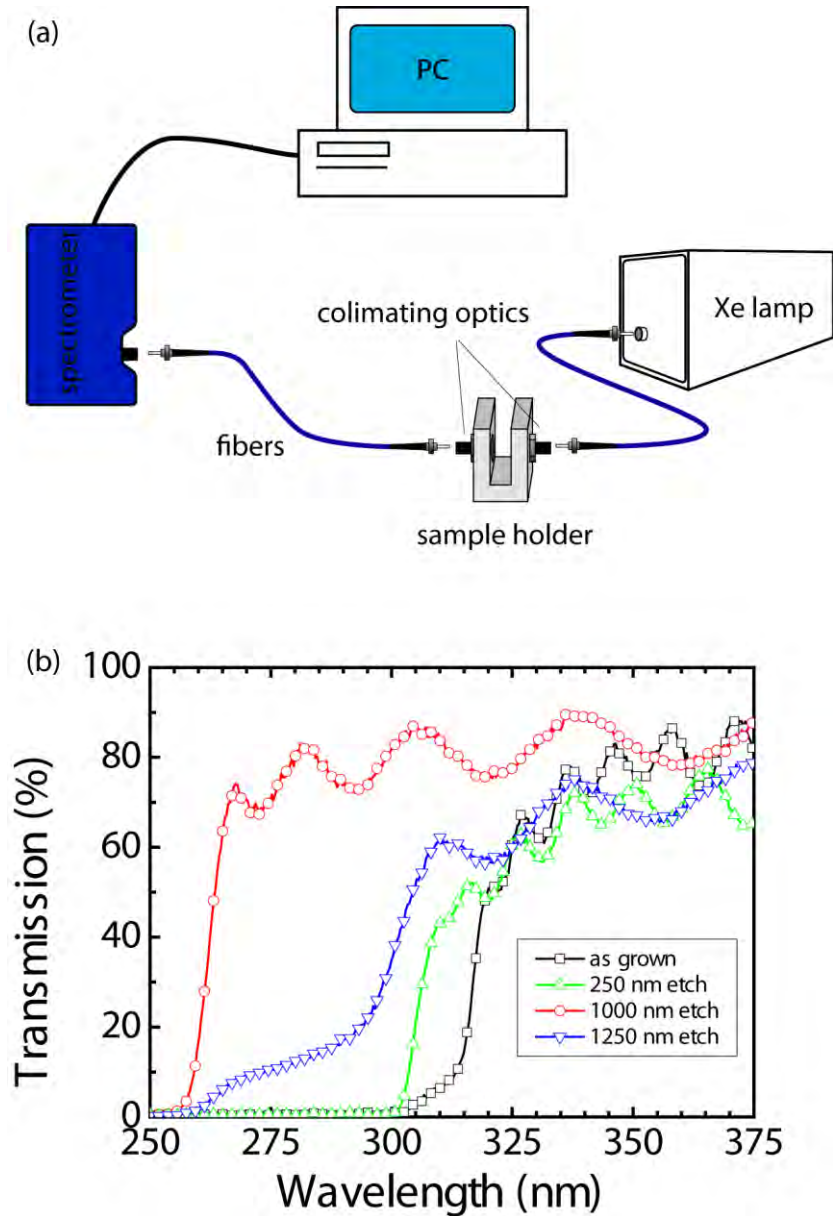 (a)
PC
spectrometer
colimating optics
Xe lamp
fibers
sample holder
(b)
100
80
60
40
20
0
Transmission (%)
as grown
250 nm etch
1000 nm etch
1250 nm etch
250 275 300 325 350 375
Wavelength (nm)